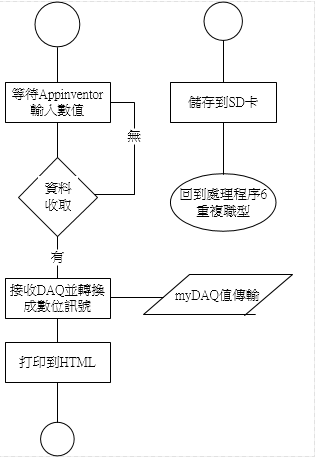 等待Appinventor
輸入數值
無
資料
收取
有
接收DAQ並轉換
成數位訊號
myDAQ值傳輸
打印到HTML
儲存到SD卡
回到處理程序6
重複職型